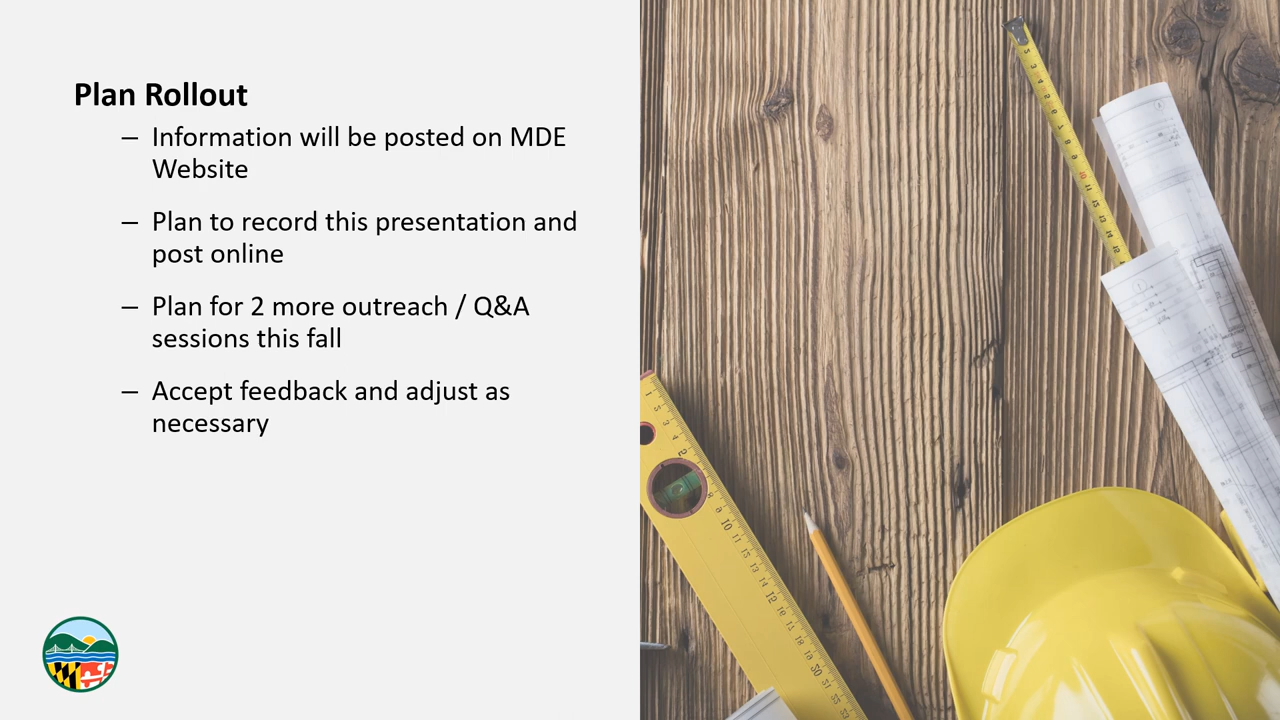 Plan Rollout
– Information will be posted on MDE
Website
– Plan to record this presentation and
post online
– Plan for 2 more outreach / Q&A
sessions this fall
– Accept feedback and adjust as
necessary